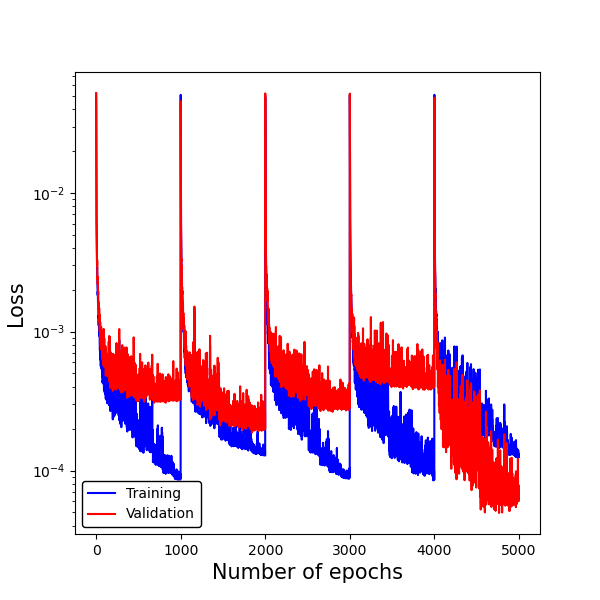 Loss
10⁻²
10⁻³
10⁻⁴
Training
Validation
0 1000 2000 3000 4000 5000
Number of epochs